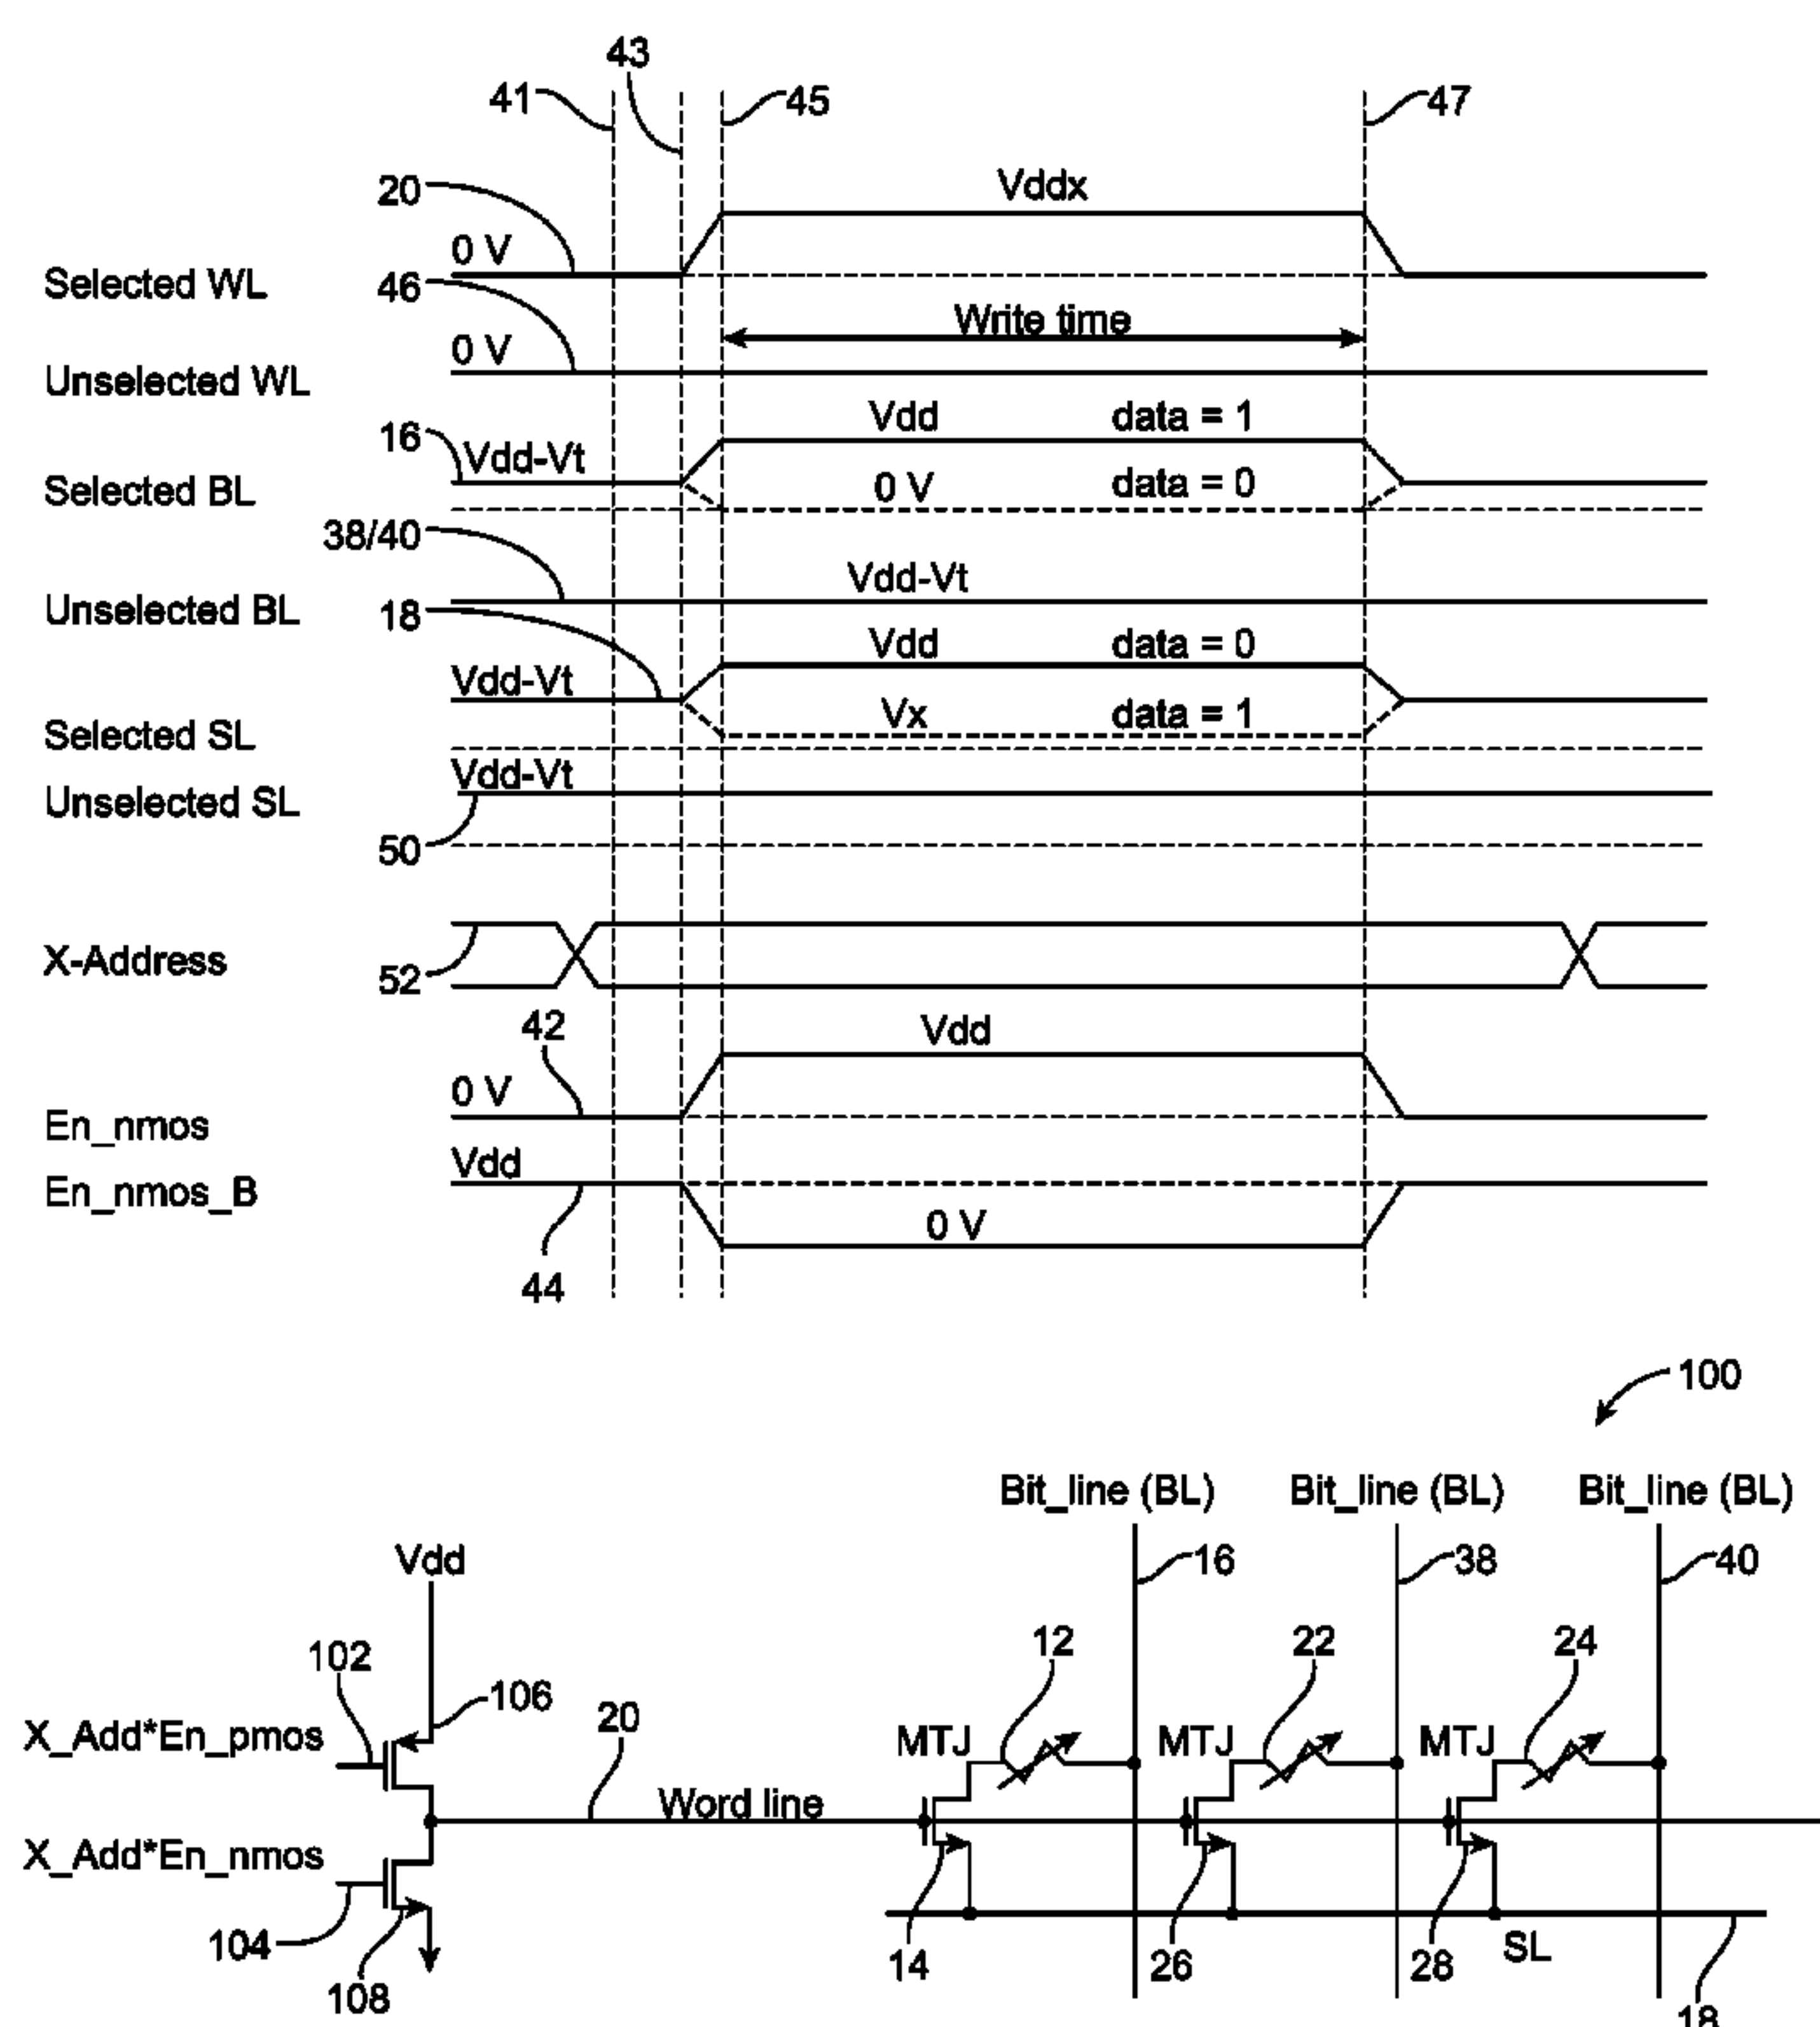 43
41
45
47
Vddx
20
0 V
Selected WL
46
Write time
0 V
Unselected WL
Vdd data = 1
16
Vdd-Vt
0 V data = 0
Selected BL
38/40
Vdd-Vt
Unselected BL
18
Vdd data = 0
Vdd-Vt
Vx data = 1
Selected SL
Vdd-Vt
Unselected SL
50
X-Address
52
42
Vdd
0 V
En_nmos
Vdd
En_nmos_B
0 V
44
100
Bit_line (BL) Bit_line (BL) Bit_line (BL)
Vdd
16 38 40
102
12 22 24
106
X_Add*En_pmos
20
MTJ MTJ MTJ
Word line
X_Add*En_nmos
104
14 26 28 SL
108
18